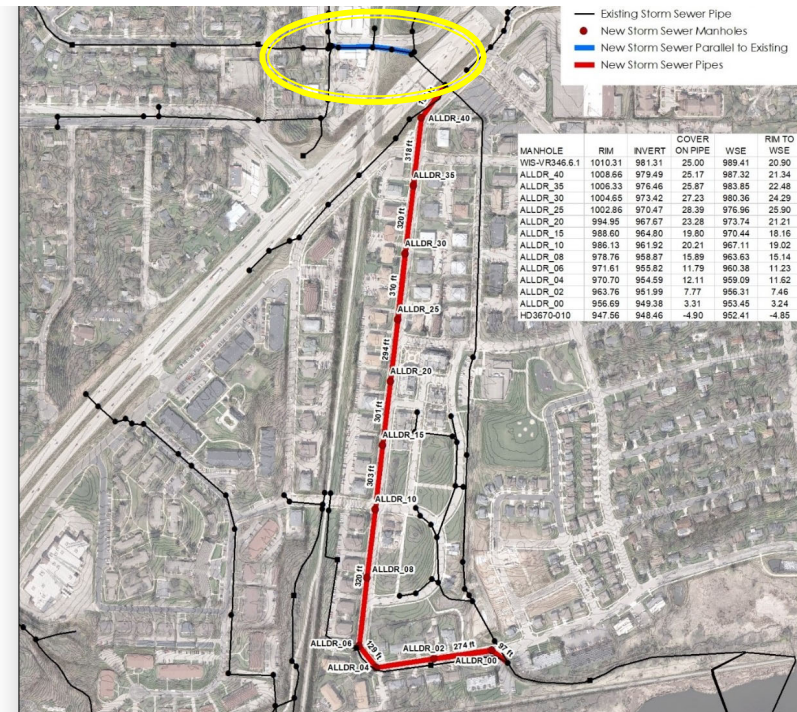 Existing Storm Sewer Pipe
New Storm Sewer Manholes
New Storm Sewer Parallel to Existing
New Storm Sewer Pipes
MANHOLE RIM INVERT COVER ON PIPE WSE RIM TO WSE
WIS-VR346.6.1 1010.31 981.31 25.00 989.41 20.90
ALLDR_40 1008.66 979.49 25.17 987.32 21.34
ALLDR_35 1006.33 976.46 25.87 983.85 22.48
ALLDR_30 1004.65 973.42 27.23 980.36 24.29
ALLDR_25 1002.86 970.47 28.39 976.96 25.90
ALLDR_20 994.95 967.67 23.28 973.74 21.21
ALLDR_15 988.60 964.80 19.80 970.44 18.16
ALLDR_10 986.13 961.92 20.21 967.11 19.02
ALLDR_08 978.76 958.87 15.89 963.63 15.14
ALLDR_06 971.61 955.82 11.79 960.38 11.23
ALLDR_04 970.70 954.59 12.11 959.09 11.62
ALLDR_02 963.76 951.99 7.77 956.31 7.46
ALLDR_00 956.69 949.38 3.31 953.45 3.24
HD3670-010 947.56 948.46 -4.90 952.41 -4.85
ALLDR_40
318 ft
ALLDR_35
320 ft
ALLDR_30
310 ft
ALLDR_25
294 ft
ALLDR_20
301 ft
ALLDR_15
303 ft
ALLDR_10
ALLDR_08
320 ft
ALLDR_06
129 ft
ALLDR_04
ALLDR_02
274 ft
ALLDR_00
97 ft